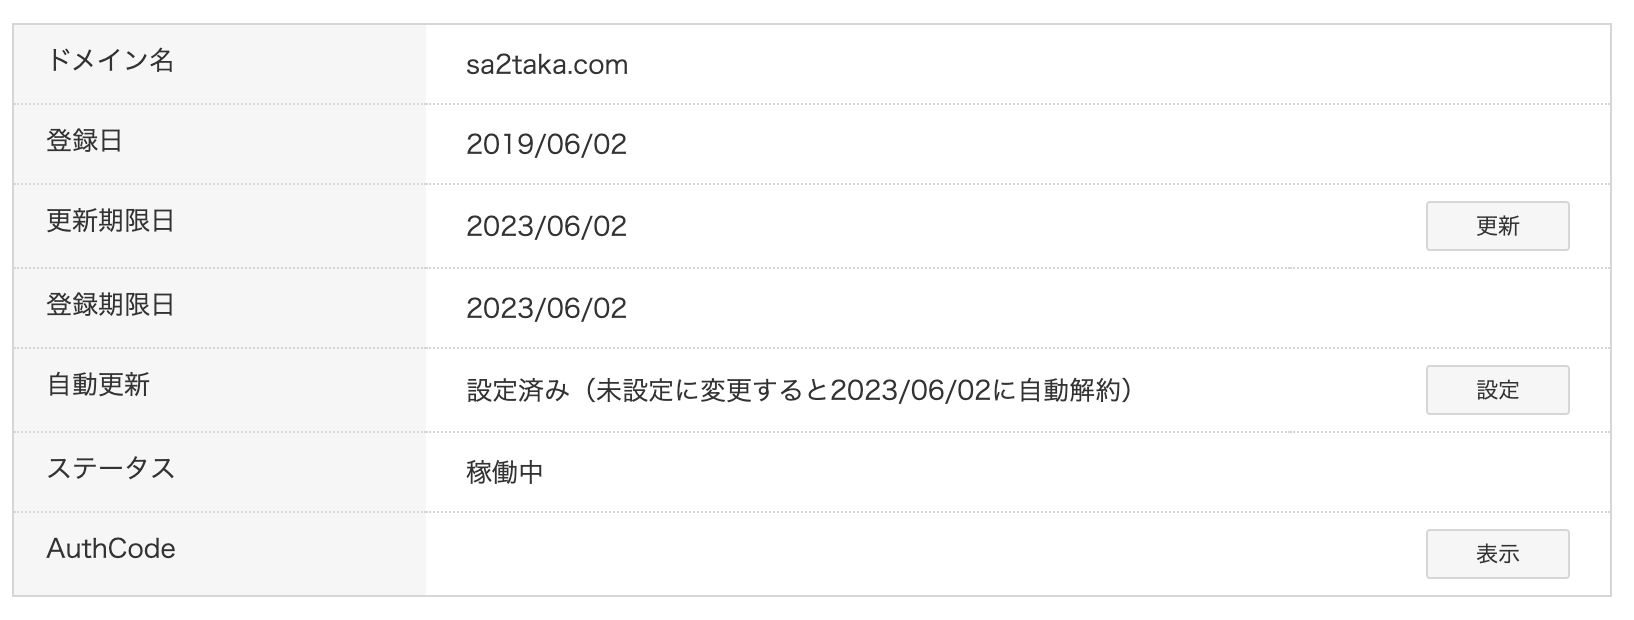 ドメイン名
sa2taka.com
登録日
2019/06/02
更新期限日
2023/06/02
更新
登録期限日
2023/06/02
自動更新
設定済み（未設定に変更すると2023/06/02に自動解約）
設定
ステータス
稼働中
AuthCode
表示